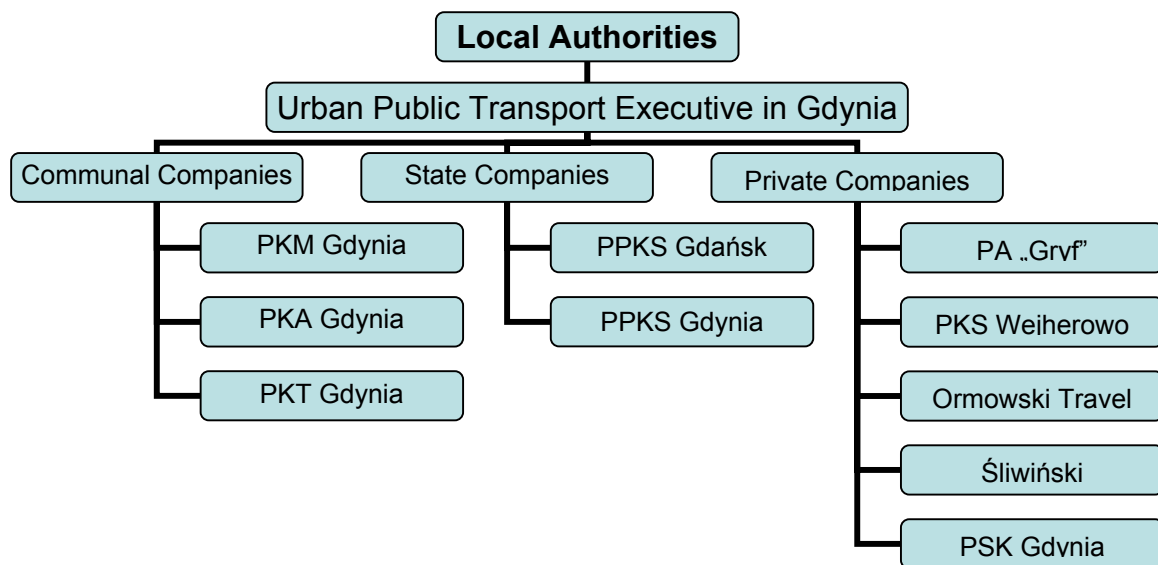 Local Authorities
Urban Public Transport Executive in Gdynia
Communal Companies
State Companies
Private Companies
PKM Gdynia
PKA Gdynia
PKT Gdynia
PPKS Gdańsk
PPKS Gdynia
PA „Gryf”
PKS Wejherowo
Ormowski Travel
Śliwiński
PSK Gdynia